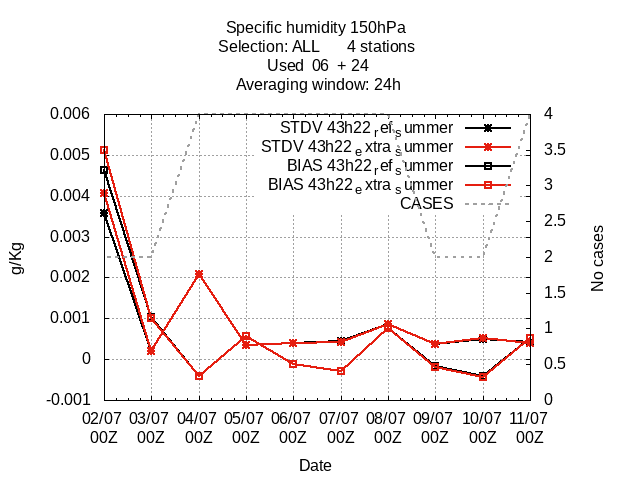 Specific humidity 150hPa
Selection: ALL 4 stations
Used 06 + 24
Averaging window: 24h
0.006
0.005
0.004
0.003
0.002
0.001
0
-0.001
g/Kg
STDV 43h22refsummer
STDV 43h22extrasummer
BIAS 43h22refsummer
BIAS 43h22extrasummer
CASES
4
3.5
3
2.5
2
1.5
1
0.5
0
No cases
02/07 03/07 04/07 05/07 06/07 07/07 08/07 09/07 10/07 11/07
00Z 00Z 00Z 00Z 00Z 00Z 00Z 00Z 00Z 00Z
Date